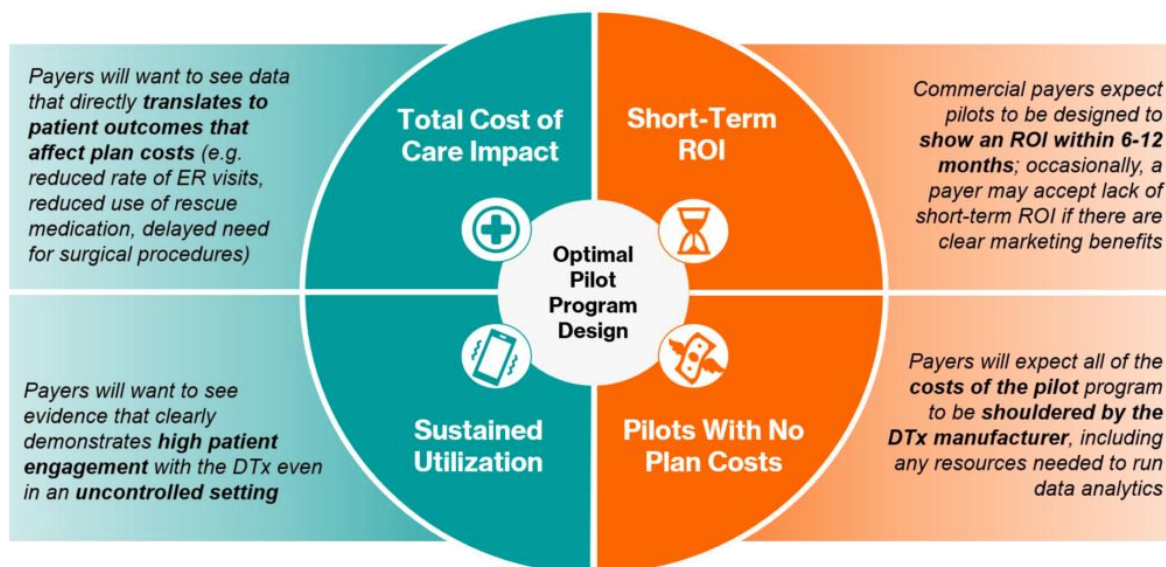 Payers will want to see data
that directly translates to
patient outcomes that
affect plan costs (e.g.
reduced rate of ER visits,
reduced use of rescue
medication, delayed need
for surgical procedures)
Total Cost of
Care Impact
Short-Term
ROI
Commercial payers expect
pilots to be designed to
show an ROI within 6-12
months; occasionally, a
payer may accept lack of
short-term ROI if there are
clear marketing benefits
Optimal
Pilot
Program
Design
Payers will want to see
evidence that clearly
demonstrates high patient
engagement with the DTx even
in an uncontrolled setting
Sustained
Utilization
Pilots With No
Plan Costs
Payers will expect all of the
costs of the pilot program
to be shouldered by the
DTx manufacturer, including
any resources needed to run
data analytics